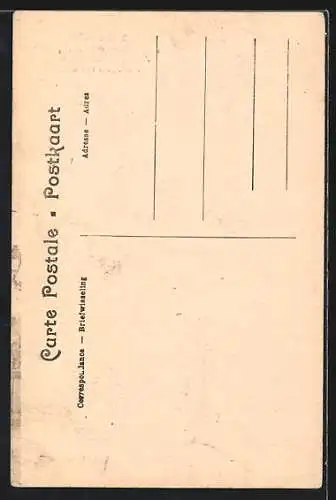 Carte Postale ▪ Postkaart
Correspondance — Briefwisseling
Adresse — Adres